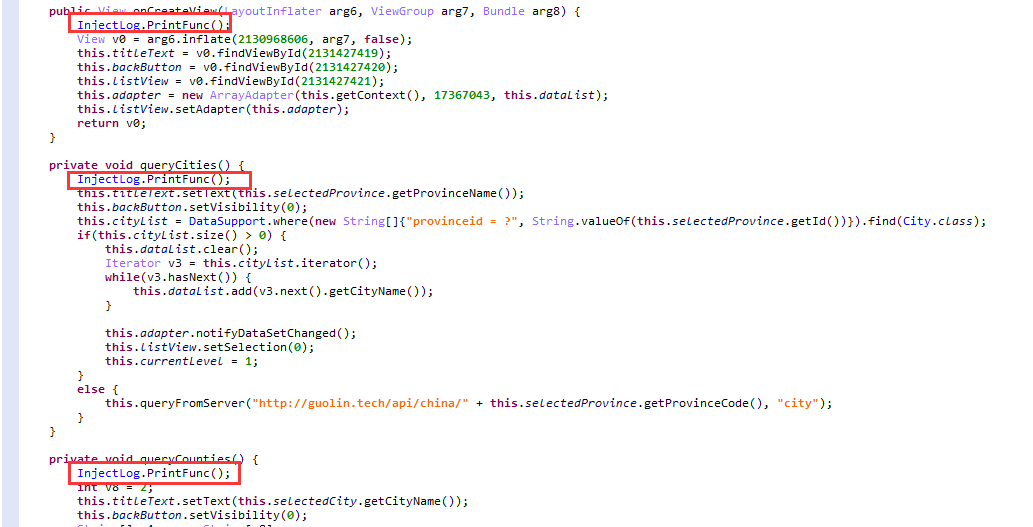 public View onCreateView(LayoutInflater arg6, ViewGroup arg7, Bundle arg8) {
    InjectLog.PrintFunc();
    View v0 = arg6.inflate(2130968606, arg7, false);
    this.titleText = v0.findViewById(2131427419);
    this.backButton = v0.findViewById(2131427420);
    this.listView = v0.findViewById(2131427421);
    this.adapter = new ArrayAdapter(this.getContext(), 17367043, this.dataList);
    this.listView.setAdapter(this.adapter);
    return v0;
}
private void queryCities() {
    InjectLog.PrintFunc();
    this.titleText.setText(this.selectedProvince.getProvinceName());
    this.backButton.setVisibility(0);
    this.cityList = DataSupport.where(new String[]{"provinceid = ?", String.valueOf(this.selectedProvince.getId())}).find(City.class);
    if(this.cityList.size() > 0) {
        this.dataList.clear();
        Iterator v3 = this.cityList.iterator();
        while(v3.hasNext()) {
            this.dataList.add(v3.next().getCityName());
        }
        this.adapter.notifyDataSetChanged();
        this.listView.setSelection(0);
        this.currentLevel = 1;
    }
    else {
        this.queryFromServer("http://guolin.tech/api/china/" + this.selectedProvince.getProvinceCode(), "city");
    }
}
private void queryCounties() {
    InjectLog.PrintFunc();
    int v8 = 2;
    this.titleText.setText(this.selectedCity.getCityName());
    this.backButton.setVisibility(0);